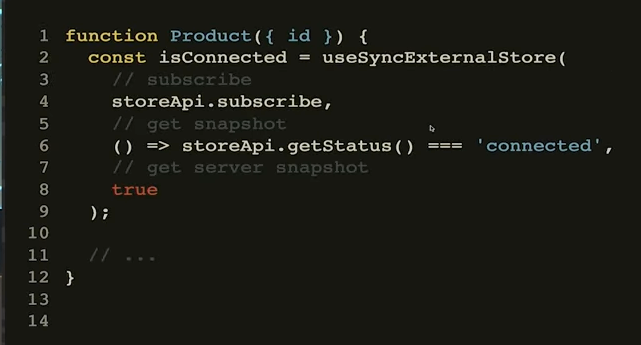 1 function Product({ id }) {
2 const isConnected = useSyncExternalStore(
3 // subscribe
4 storeApi.subscribe,
5 // get snapshot
6 () => storeApi.getStatus() === 'connected',
7 // get server snapshot
8 true
9 );
10
11 // ...
12 }
13
14